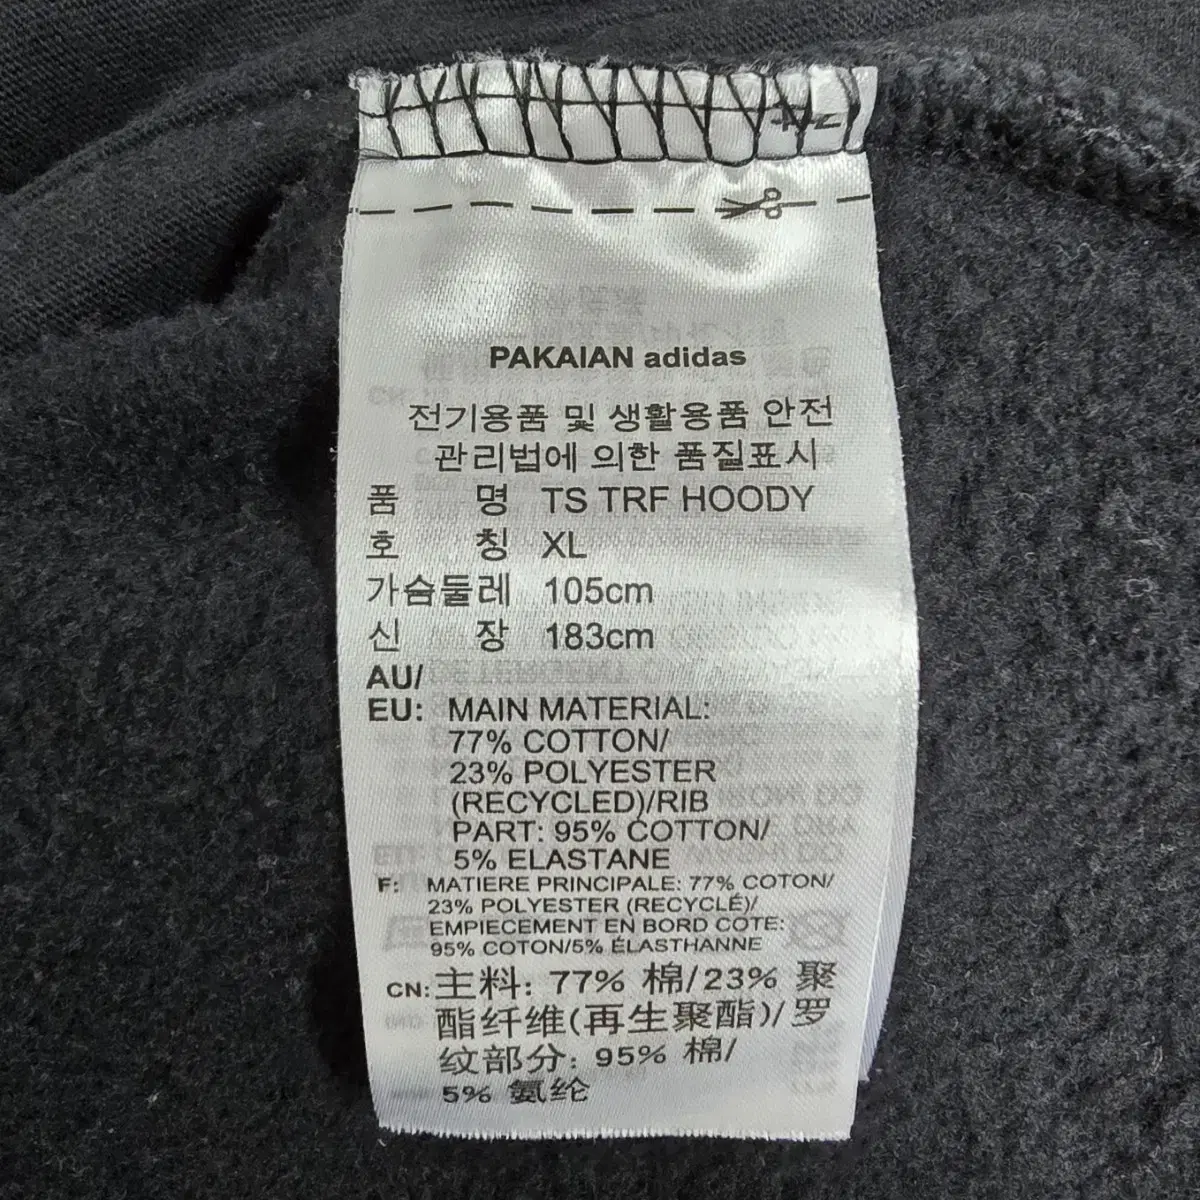 PAKAIAN adidas
전기용품 및 생활용품 안전
관리법에 의한 품질표시
품 명 TS TRF HOODY
호 칭 XL
가슴둘레 105cm
신 장 183cm
AU/
EU: MAIN MATERIAL:
77% COTTON/
23% POLYESTER
(RECYCLED)/RIB
PART: 95% COTTON/
5% ELASTANE
F: MATIERE PRINCIPALE: 77% COTON/
23% POLYESTER (RECYCLÉ)/
EMPIECEMENT EN BORD COTE:
95% COTON/5% ÉLASTHANNE
CN: 主料: 77% 棉/23% 聚
酯纤维(再生聚酯)/罗
纹部分: 95% 棉/
5% 氨纶